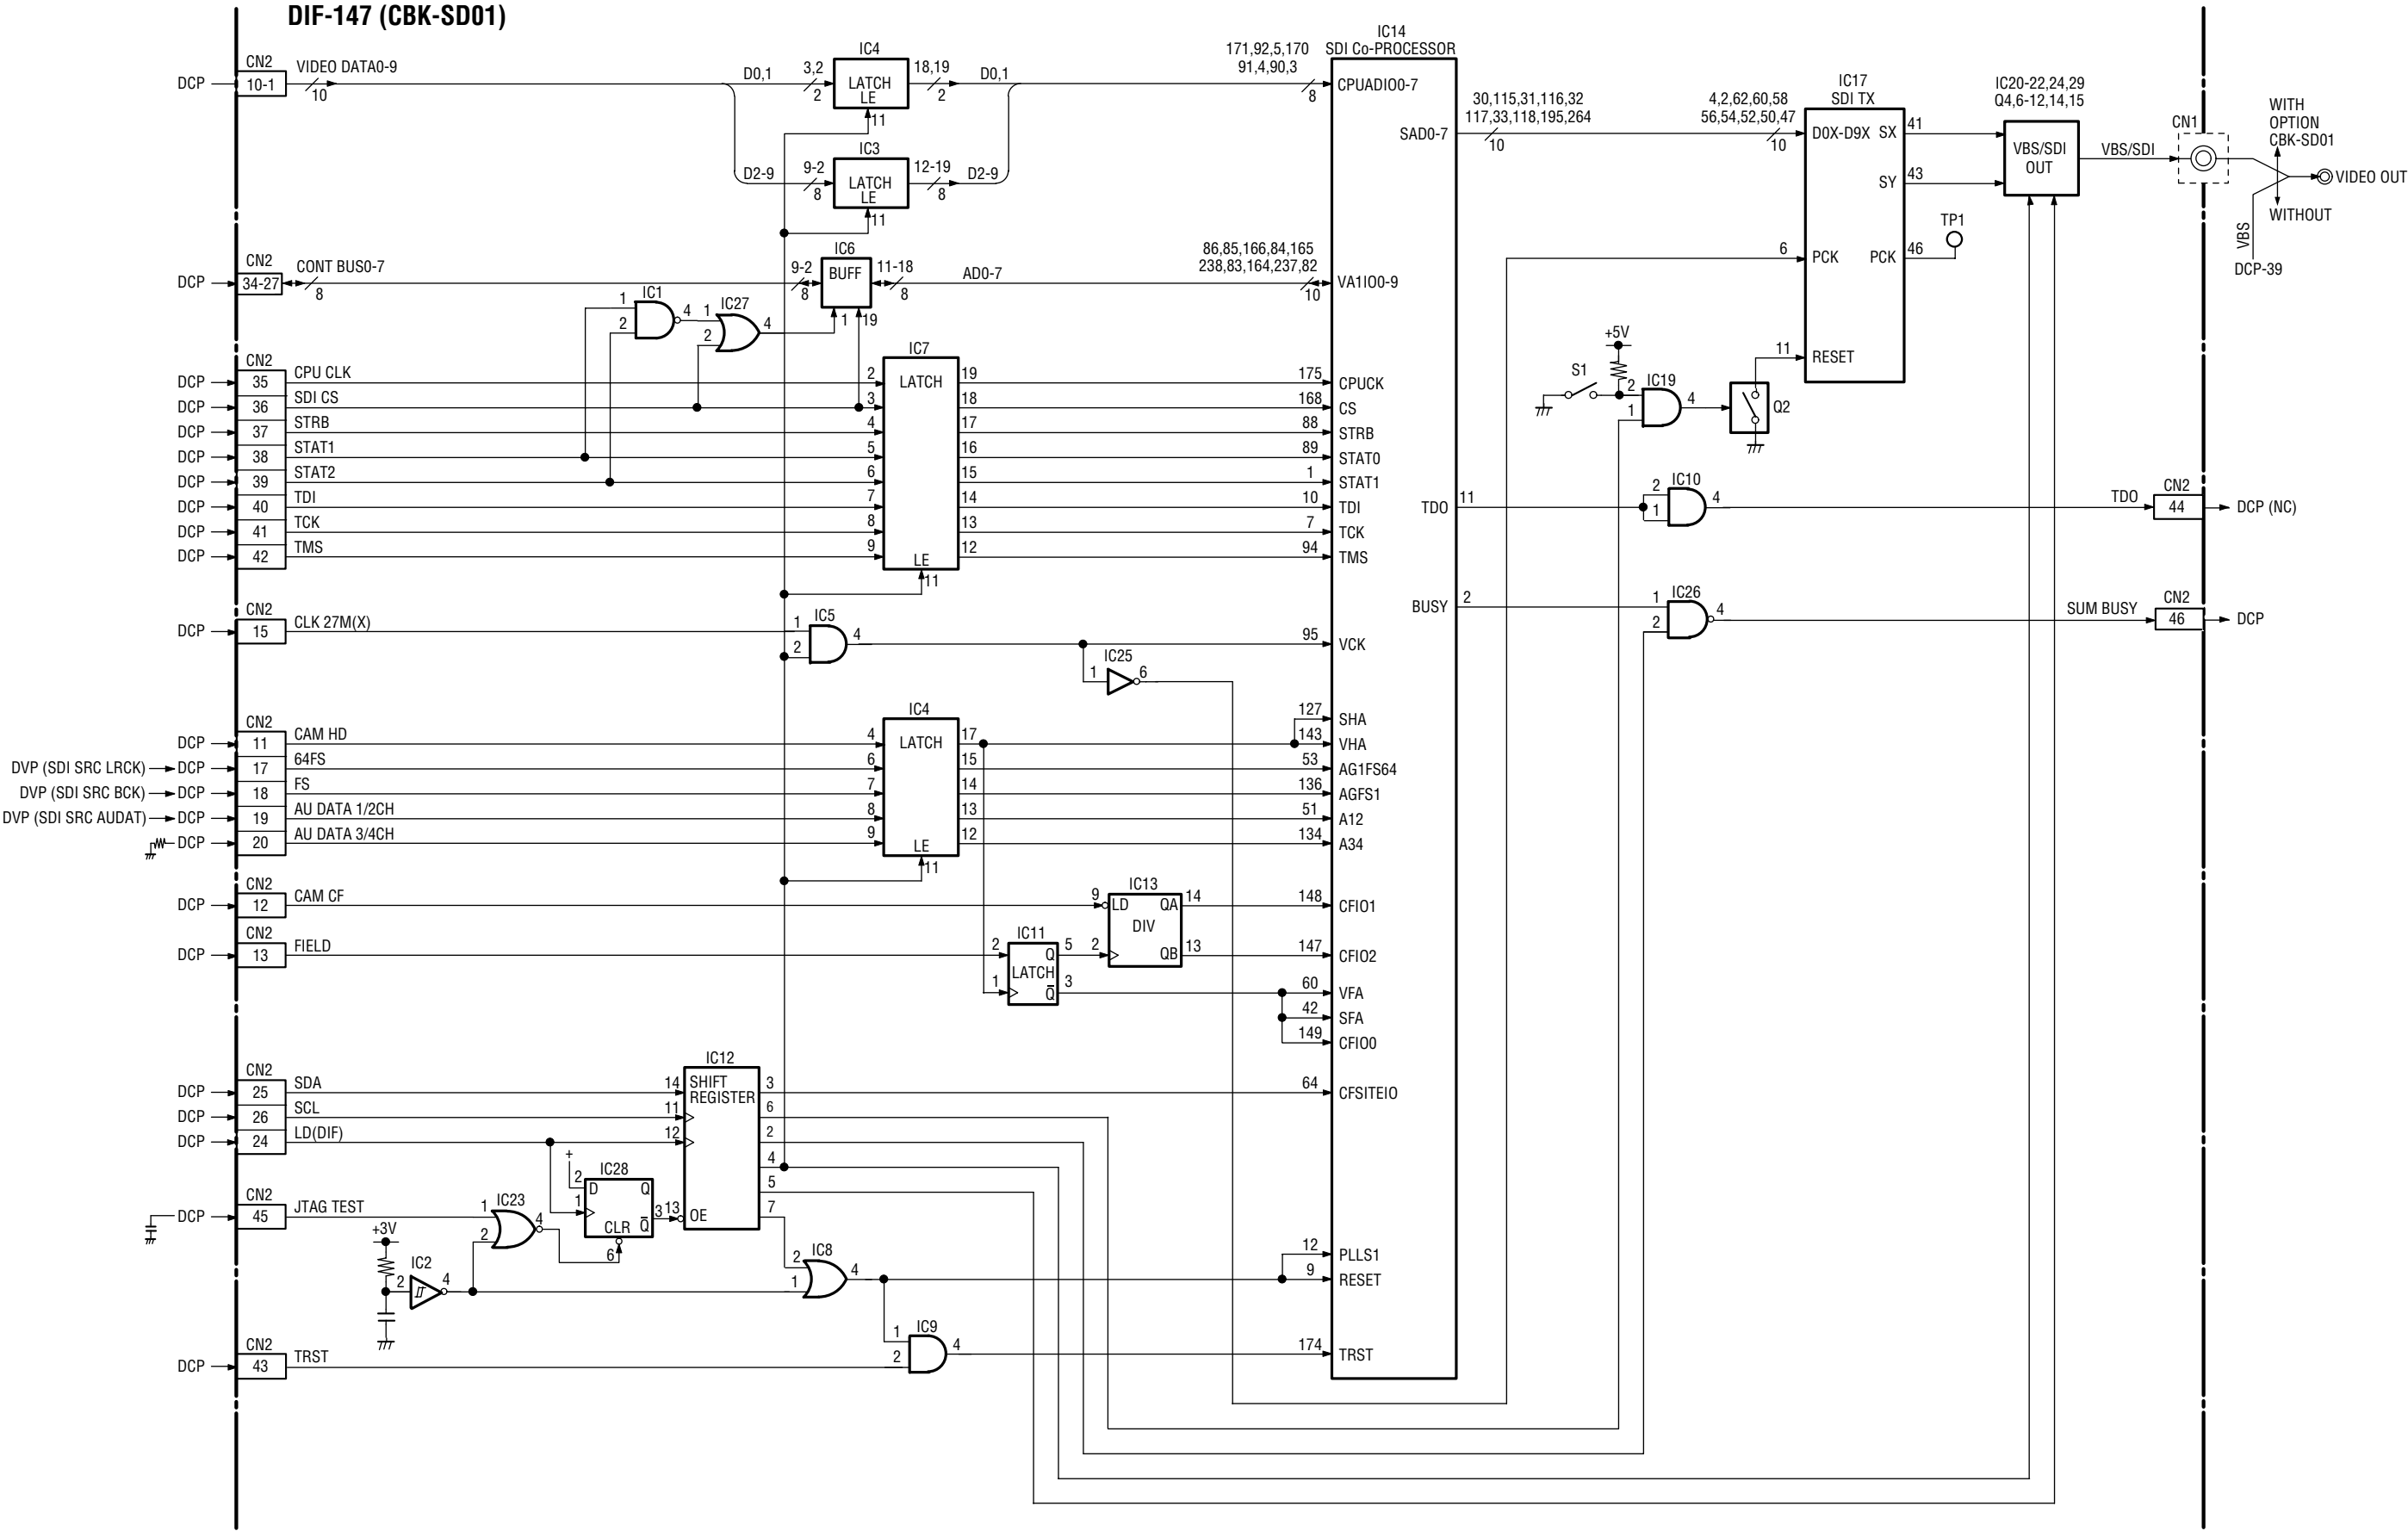 DIF-147 (CBK-SD01)
DCP
CN2
10-1
VIDEO DATA0-9
10
D0,1
3,2
2
IC4
LATCH
LE
11
18,19
2
D0,1
D2-9
9-2
8
IC3
LATCH
LE
11
12-19
8
D2-9
171,92,5,170
91,4,90,3
8
IC14
SDI Co-PROCESSOR
CPUADIO0-7
SAD0-7
30,115,31,116,32
117,33,118,195,264
10
4,2,62,60,58
56,54,52,50,47
10
IC17
SDI TX
D0X-D9X
SX
41
SY
43
6
PCK
PCK
46
TP1
11
RESET
IC20-22,24,29
Q4,6-12,14,15
VBS/SDI
OUT
VBS/SDI
CN1
WITH
OPTION
CBK-SD01
VIDEO OUT
WITHOUT
VBS
DCP-39
DCP
CN2
34-27
CONT BUS0-7
8
9-2
8
IC6
BUFF
1
19
11-18
8
AD0-7
86,85,166,84,165
238,83,164,237,82
10
VA1IO0-9
1
2
IC1
4
1
2
IC27
4
CN2
DCP
35
CPU CLK
2
IC7
LATCH
19
175
CPUCK
DCP
36
SDI CS
3
18
168
CS
DCP
37
STRB
4
17
88
STRB
DCP
38
STAT1
5
16
89
STAT0
DCP
39
STAT2
6
15
1
STAT1
DCP
40
TDI
7
14
10
TDI
DCP
41
TCK
8
13
7
TCK
DCP
42
TMS
9
12
94
TMS
LE
11
+5V
S1
2
1
IC19
4
Q2
TDO
11
2
1
IC10
4
TDO
CN2
44
DCP (NC)
BUSY
2
1
2
IC26
4
SUM BUSY
CN2
46
DCP
DCP
CN2
15
CLK 27M(X)
1
2
IC5
4
95
VCK
1
IC25
6
CN2
DCP
11
CAM HD
4
IC4
LATCH
17
127
SHA
143
VHA
DVP (SDI SRC LRCK)
DCP
17
64FS
6
15
53
AG1FS64
DVP (SDI SRC BCK)
DCP
18
FS
7
14
136
AGFS1
DVP (SDI SRC AUDAT)
DCP
19
AU DATA 1/2CH
8
13
51
A12
DCP
20
AU DATA 3/4CH
9
12
134
A34
LE
11
DCP
CN2
12
CAM CF
9
IC13
LD
QA
14
DIV
2
QB
13
148
CFIO1
147
CFIO2
DCP
CN2
13
FIELD
2
1
IC11
Q
LATCH
Q
5
3
60
VFA
42
SFA
149
CFIO0
CN2
DCP
25
SDA
14
IC12
SHIFT
REGISTER
3
64
CFSITEIO
DCP
26
SCL
11
6
DCP
24
LD(DIF)
12
2
4
5
7
13
OE
+
2
1
IC28
D
Q
CLR
Q
3
6
DCP
CN2
45
JTAG TEST
1
2
IC23
4
+3V
2
IC2
4
2
1
IC8
4
12
PLLS1
9
RESET
DCP
CN2
43
TRST
1
2
IC9
4
174
TRST